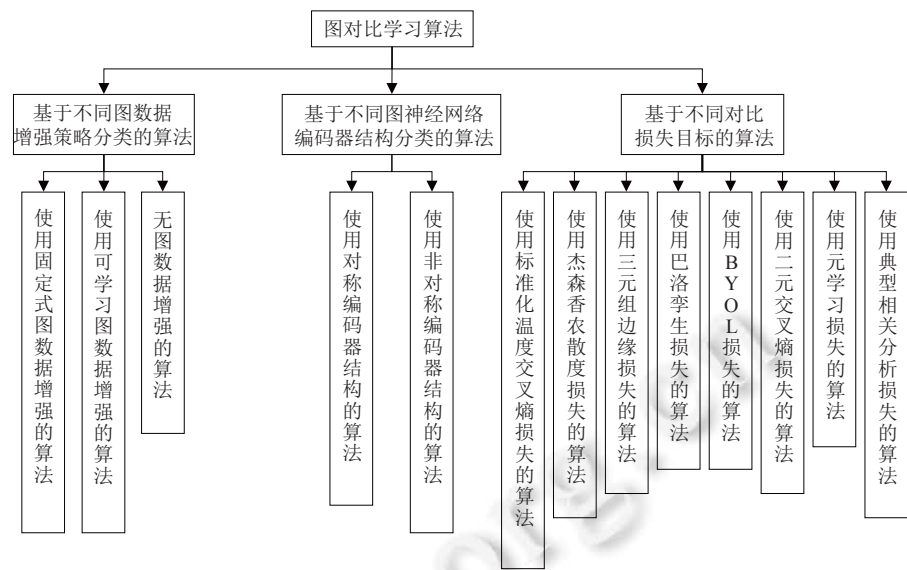 图对比学习算法
基于不同图数据
增强策略分类的算法
基于不同图神经网络
编码器结构分类的算法
基于不同对比
损失目标的算法
使用固定式图数据增强的算法
使用可学习图数据增强的算法
无图数据增强的算法
使用对称编码器结构的算法
使用非对称编码器结构的算法
使用标准化温度交叉熵损失的算法
使用杰森香农散度损失的算法
使用三元组边缘损失的算法
使用巴洛孪生损失的算法
使用BYOL损失的算法
使用二元交叉熵损失的算法
使用元学习损失的算法
使用典型相关分析损失的算法
org.cn